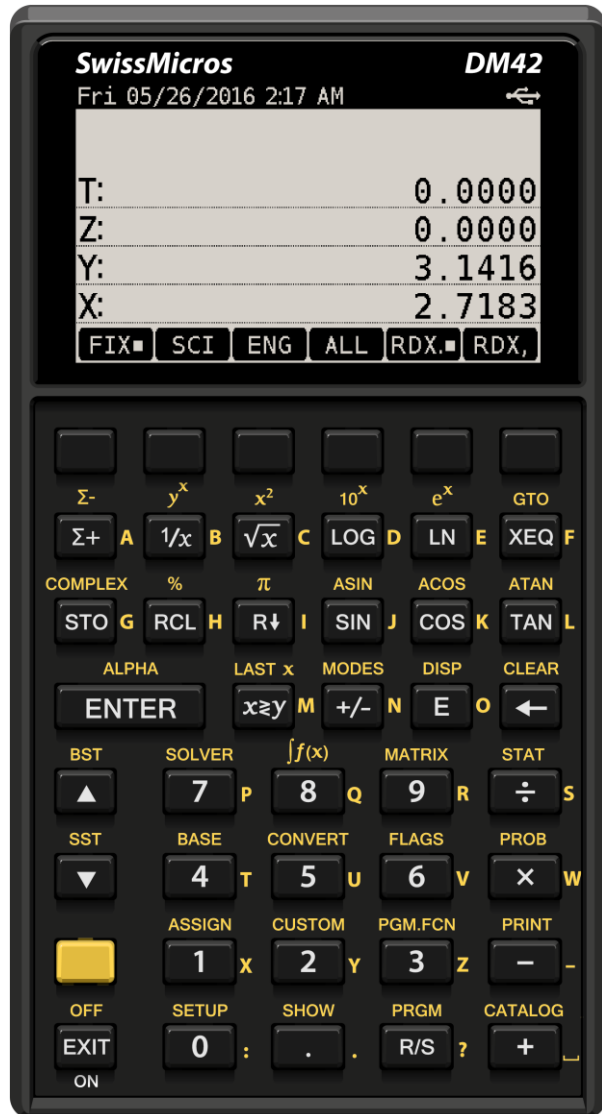 SwissMicros DM42
Fri 05/26/2016 2:17 AM
T: 0.0000
Z: 0.0000
Y: 3.1416
X: 2.7183
FIX▪ SCI ENG ALL RDX.▪ RDX,
Σ- yˣ x² 10ˣ eˣ GTO
Σ+ A 1/x B √x C LOG D LN E XEQ F
COMPLEX % π ASIN ACOS ATAN
STO G RCL H R↓ I SIN J COS K TAN L
ALPHA LAST x MODES DISP CLEAR
ENTER x≷y M +/- N E O ←
BST SOLVER ∫f(x) MATRIX STAT
▲ 7 P 8 Q 9 R ÷ S
SST BASE CONVERT FLAGS PROB
▼ 4 T 5 U 6 V × W
ASSIGN CUSTOM PGM.FCN PRINT
1 X 2 Y 3 Z − −
OFF SETUP SHOW PRGM CATALOG
EXIT 0 : . . R/S ? + ⎵
ON